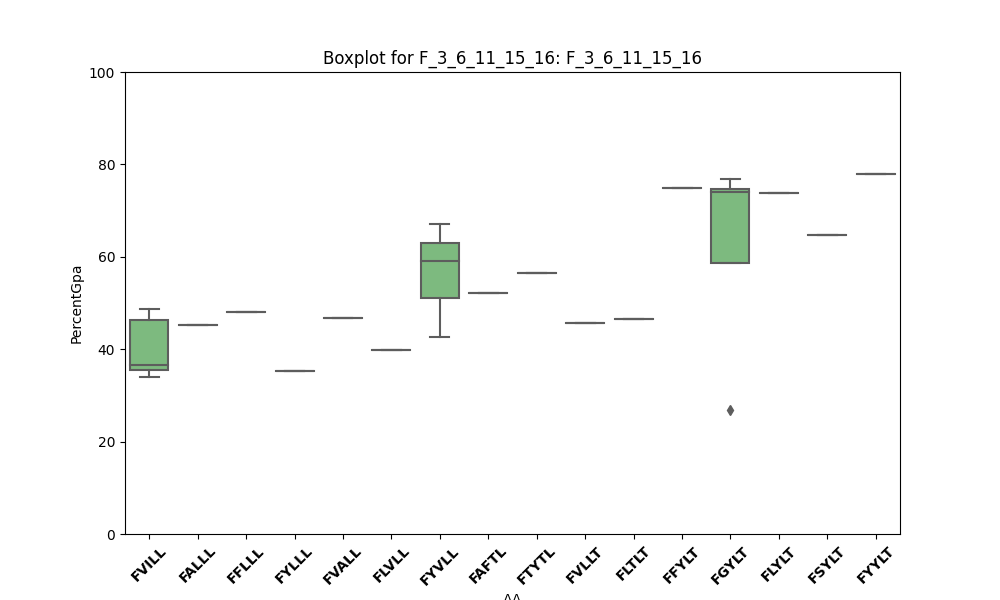 Boxplot for F_3_6_11_15_16: F_3_6_11_15_16
PercentGpa
100
80
60
40
20
0
FVILL FALLL FFLLL FYLLL FVALL FLVLL FYVLL FAFTL FTYTL FVLLT FLTLT FFYLT FGYLT FLYLT FSYLT FYYLT
AA